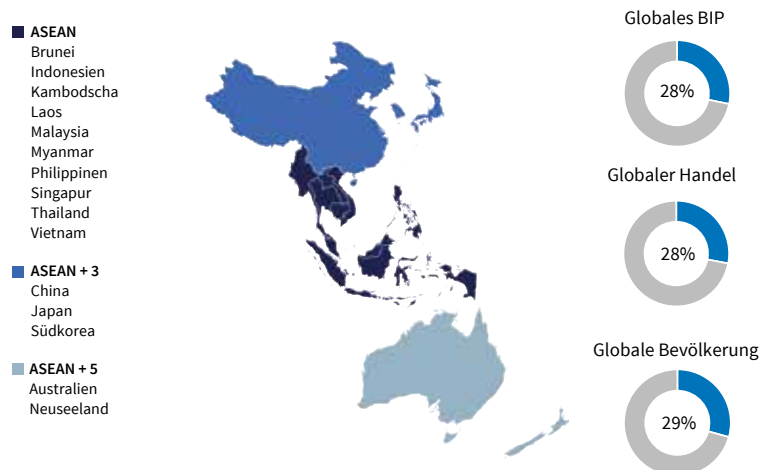 ASEAN
Brunei
Indonesien
Kambodscha
Laos
Malaysia
Myanmar
Philippinen
Singapur
Thailand
Vietnam
ASEAN + 3
China
Japan
Südkorea
ASEAN + 5
Australien
Neuseeland
Globales BIP
28%
Globaler Handel
28%
Globale Bevölkerung
29%